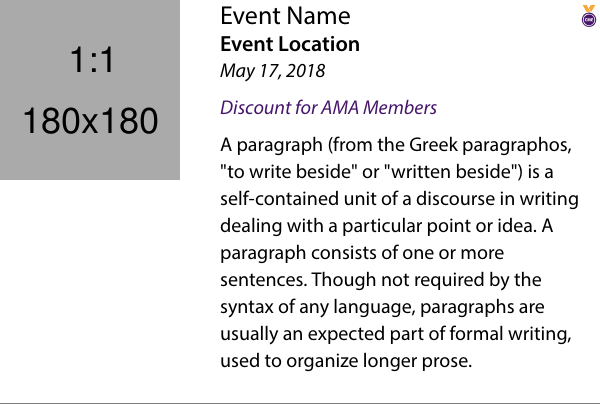 1:1
180x180
Event Name
Event Location
May 17, 2018
Discount for AMA Members
A paragraph (from the Greek paragraphos,
"to write beside" or "written beside") is a
self-contained unit of a discourse in writing
dealing with a particular point or idea. A
paragraph consists of one or more
sentences. Though not required by the
syntax of any language, paragraphs are
usually an expected part of formal writing,
used to organize longer prose.